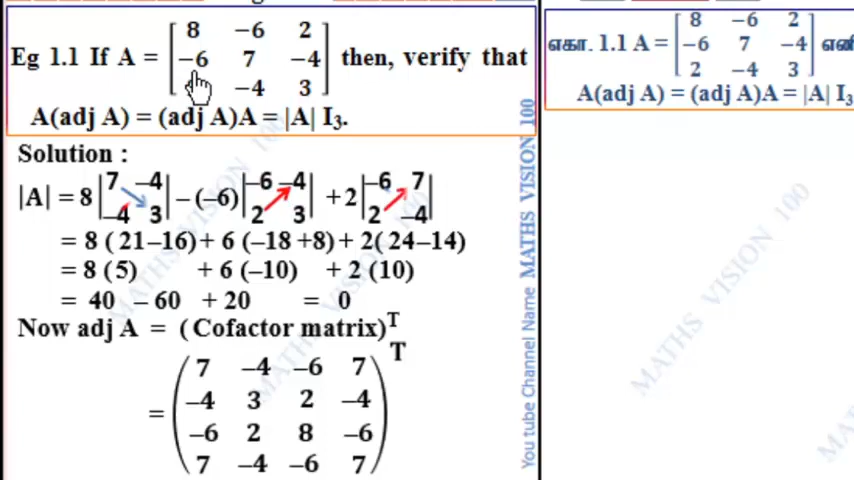 Eg 1.1 If A = [8 −6 2; −6 7 −4; −4 3] then, verify that
A(adj A) = (adj A)A = |A| I₃.
Solution :
|A| = 8 |7 −4; −4 3| − (−6) |−6 −4; 2 3| + 2 |−6 7; 2 −4|
= 8 ( 21−16)+ 6 (−18 +8)+ 2( 24−14)
= 8 (5) + 6 (−10) + 2 (10)
= 40 − 60 + 20 = 0
Now adj A = ( Cofactor matrix)ᵀ
= (7 −4 −6 7; −4 3 2 −4; −6 2 8 −6; 7 −4 −6 7)ᵀ
எகா. 1.1 A = [8 −6 2; −6 7 −4; 2 −4 3] எனி
A(adj A) = (adj A)A = |A| I₃
You tube Channel Name MATHS VISION 100
MATHS VISION 100
MATHS VISION 100